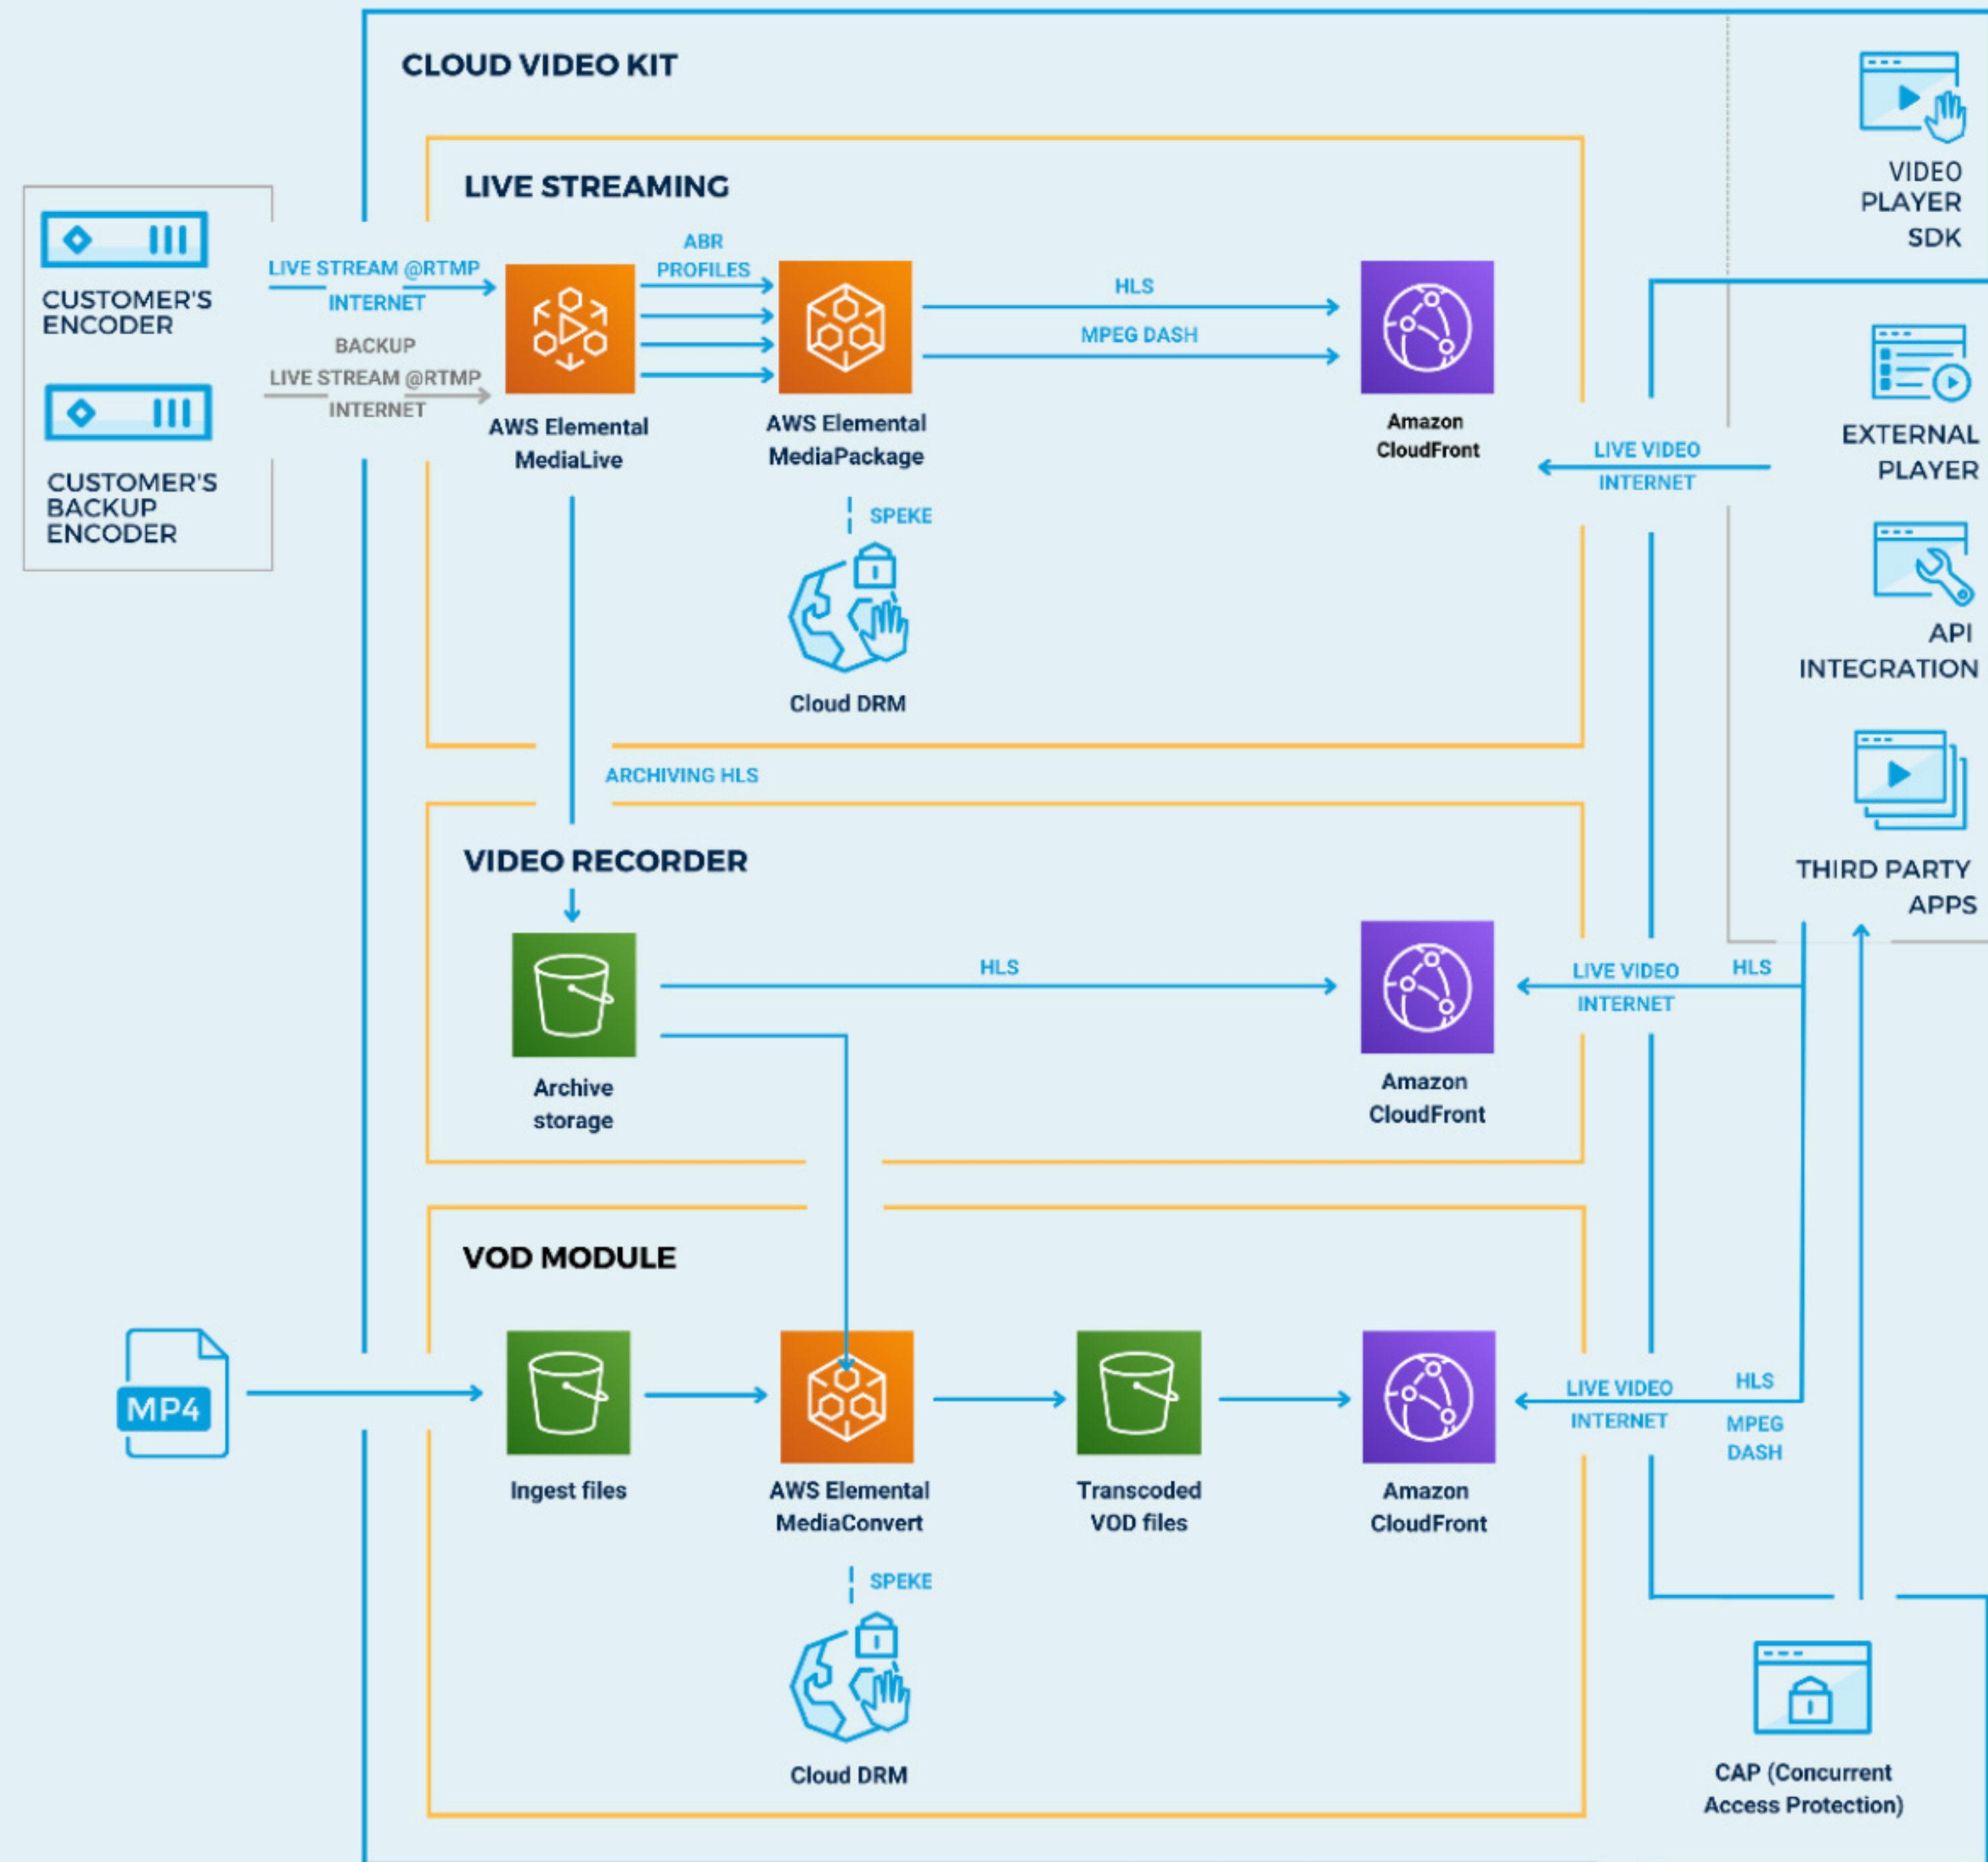 CLOUD VIDEO KIT
LIVE STREAMING
CUSTOMER'S
ENCODER
CUSTOMER'S
BACKUP
ENCODER
LIVE STREAM @RTMP
INTERNET
BACKUP
LIVE STREAM @RTMP
INTERNET
AWS Elemental
MediaLive
ABR
PROFILES
AWS Elemental
MediaPackage
SPEKE
Cloud DRM
HLS
MPEG DASH
Amazon
CloudFront
LIVE VIDEO
INTERNET
VIDEO
PLAYER
SDK
EXTERNAL
PLAYER
API
INTEGRATION
THIRD PARTY
APPS
ARCHIVING HLS
VIDEO RECORDER
Archive
storage
HLS
Amazon
CloudFront
LIVE VIDEO
INTERNET
HLS
VOD MODULE
MP4
Ingest files
AWS Elemental
MediaConvert
SPEKE
Cloud DRM
Transcoded
VOD files
Amazon
CloudFront
LIVE VIDEO
INTERNET
HLS
MPEG
DASH
CAP (Concurrent
Access Protection)